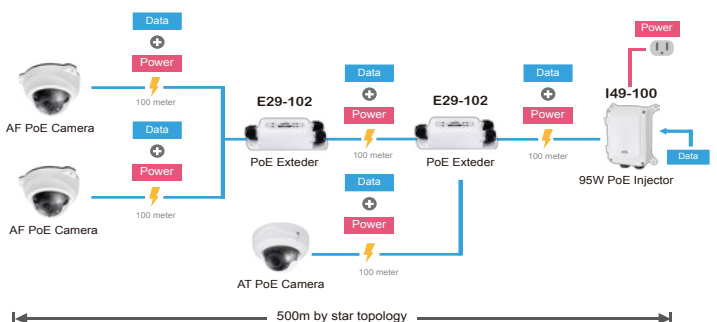 Data
Power
100 meter
AF PoE Camera
Data
Power
100 meter
AF PoE Camera
E29-102
PoE Exteder
Data
Power
100 meter
E29-102
PoE Exteder
Data
Power
100 meter
AT PoE Camera
Data
Power
100 meter
Power
I49-100
Data
95W PoE Injector
500m by star topology